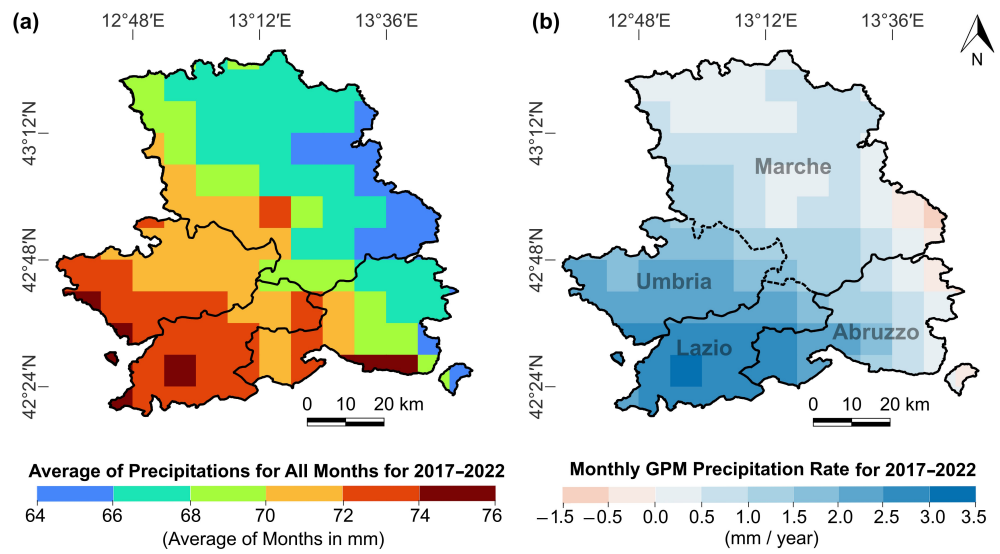 (a)
12°48′E 13°12′E 13°36′E
43°12′N
42°48′N
42°24′N
0 10 20 km
Average of Precipitations for All Months for 2017–2022
64 66 68 70 72 74 76
(Average of Months in mm)
(b)
12°48′E 13°12′E 13°36′E
N
43°12′N
42°48′N
42°24′N
Marche
Umbria
Abruzzo
Lazio
0 10 20 km
Monthly GPM Precipitation Rate for 2017–2022
−1.5 −0.5 0.0 0.5 1.0 1.5 2.0 2.5 3.0 3.5
(mm / year)